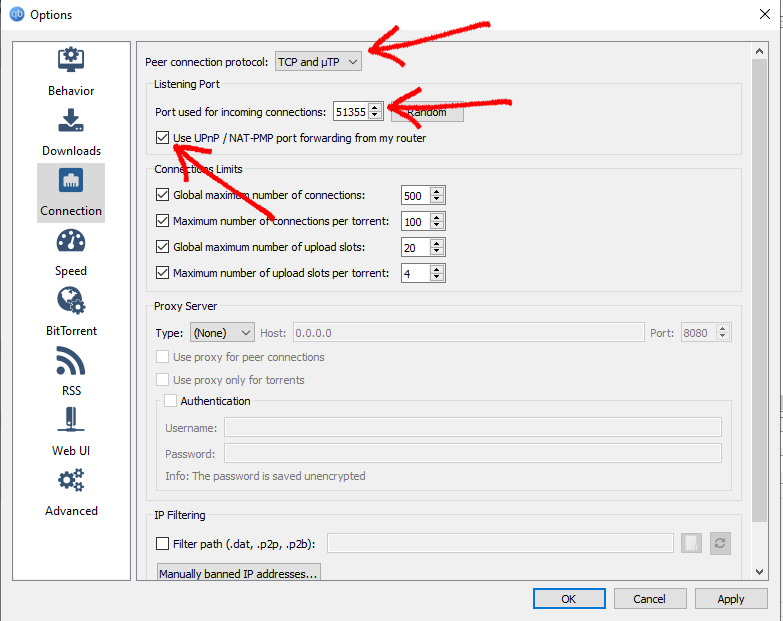 qb Options
Behavior
Downloads
Connection
Speed
BitTorrent
RSS
Web UI
Advanced
Peer connection protocol: TCP and µTP
Listening Port
Port used for incoming connections: 51355 Random
Use UPnP / NAT-PMP port forwarding from my router
Connections Limits
Global maximum number of connections: 500
Maximum number of connections per torrent: 100
Global maximum number of upload slots: 20
Maximum number of upload slots per torrent: 4
Proxy Server
Type: (None) Host: 0.0.0.0 Port: 8080
Use proxy for peer connections
Use proxy only for torrents
Authentication
Username:
Password:
Info: The password is saved unencrypted
IP Filtering
Filter path (.dat, .p2p, .p2b):
Manually banned IP addresses...
OK Cancel Apply